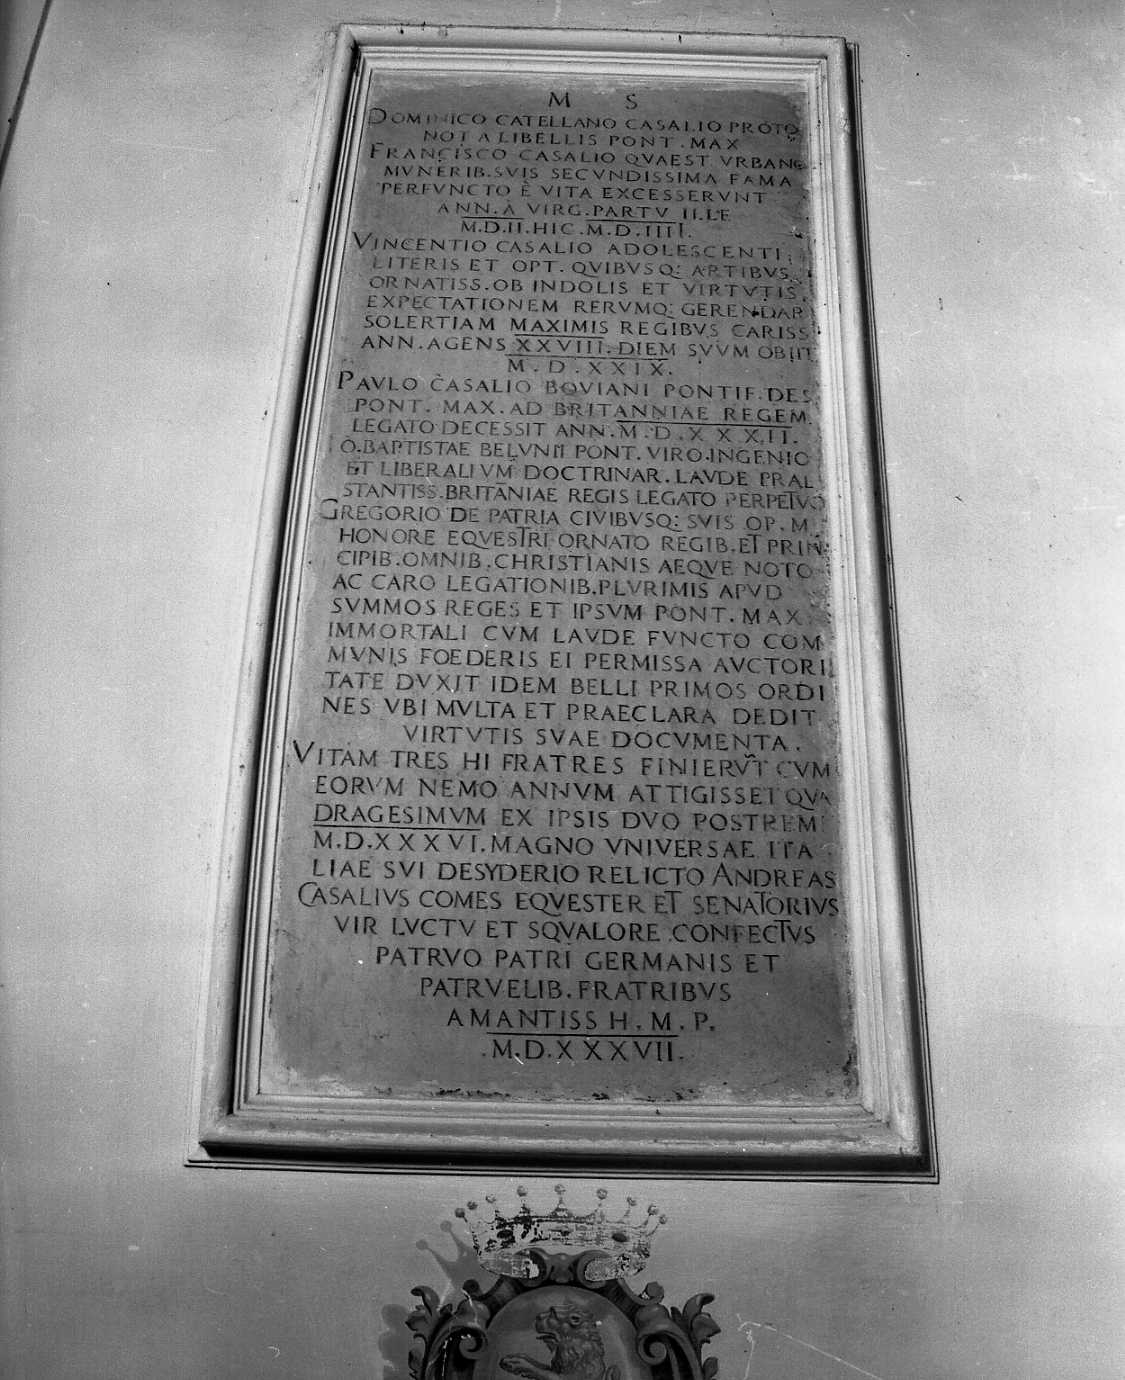 M S
DOMINICO CATELLANO CASALIO PROTO
NOT A LIBELLIS PONT . MAX
FRANCISCO CASALIO QVAEST VRBANO
MVNERIB. SVIS SECVNDISSIMA FAMA
PERFVNCTO È VITA EXCESSERVNT
ANN. À VIRG. PARTV ILLE
M.D.II. HIC . M.D.IIII.
VINCENTIO CASALIO ADOLESCENTI
LITERIS ET OPT. QVIBVSQ: ARTIBVS
ORNATISS. OB INDOLIS ET VIRTVTIS
EXPECTATIONEM RERVMQ: GERENDAR
SOLERTIAM MAXIMIS REGIBVS CARISS
ANN. AGENS XXVIII. DIEM SVVM OBIIT
M . D . X X I X .
PAVLO CASALIO BOVIANI PONTIF. DES
PONT. MAX. AD BRITANNIAE REGEM
LEGATO DECESSIT ANN. M. D. X X X II.
IO. BAPTISTAE BELVNII PONT. VIRO. INGENIO
ET LIBERALIVM DOCTRINAR. LAVDE PRAE
STANTISS. BRITANIAE REGIS LEGATO PERPETVO
GREGORIO DE PATRIA CIVIBVSQ: SVIS OP. M
HONORE EQVESTRI ORNATO REGIB. ET PRIN
CIPIB. OMNIB. CHRISTIANIS AEQVE NOTO
AC CARO LEGATIONIB. PLVRIMIS APVD
SVMMOS REGES ET IPSVM PONT. MAX.
IMMORTALI CVM LAVDE FVNCTO COM
MVNIS FOEDERIS EI PERMISSA AVCTORI
TATE DVXIT IDEM BELLI PRIMOS ORDI
NES VBI MVLTA ET PRAECLARA DEDIT
VIRTVTIS SVAE DOCVMENTA.
VITAM TRES HI FRATRES FINIERVT CVM
EORVM NEMO ANNVM ATTIGISSET QVA
DRAGESIMVM EX IPSIS DVO POSTREMI
M.D.XXXVI. MAGNO VNIVERSAE ITA
LIAE SVI DESYDERIO RELICTO ANDREAS
CASALIVS COMES EQVESTER ET SENATORIVS
VIR LVCTV ET SQVALORE CONFECTVS
PATRVO PATRI GERMANIS ET
PATRVELIB. FRATRIBVS
AMANTISS H . M . P.
.M.D.XXXVII.